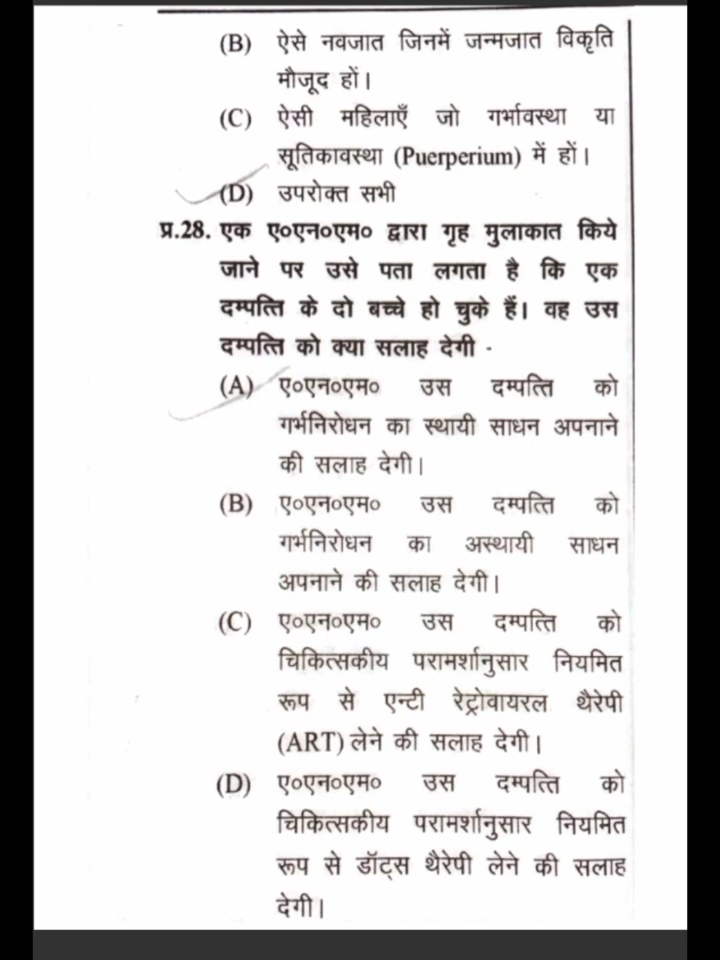 (B) ऐसे नवजात जिनमें जन्मजात विकृति
मौजूद हों।
(C) ऐसी महिलाएँ जो गर्भावस्था या
सूतिकावस्था (Puerperium) में हों।
(D) उपरोक्त सभी
प्र.28. एक ए०एन०एम० द्वारा गृह मुलाकात किये
जाने पर उसे पता लगता है कि एक
दम्पत्ति के दो बच्चे हो चुके हैं। वह उस
दम्पत्ति को क्या सलाह देगी -
(A) ए०एन०एम० उस दम्पत्ति को
गर्भनिरोधन का स्थायी साधन अपनाने
की सलाह देगी।
(B) ए०एन०एम० उस दम्पत्ति को
गर्भनिरोधन का अस्थायी साधन
अपनाने की सलाह देगी।
(C) ए०एन०एम० उस दम्पत्ति को
चिकित्सकीय परामर्शानुसार नियमित
रूप से एन्टी रेट्रोवायरल थैरेपी
(ART) लेने की सलाह देगी।
(D) ए०एन०एम० उस दम्पत्ति को
चिकित्सकीय परामर्शानुसार नियमित
रूप से डॉट्स थैरेपी लेने की सलाह
देगी।